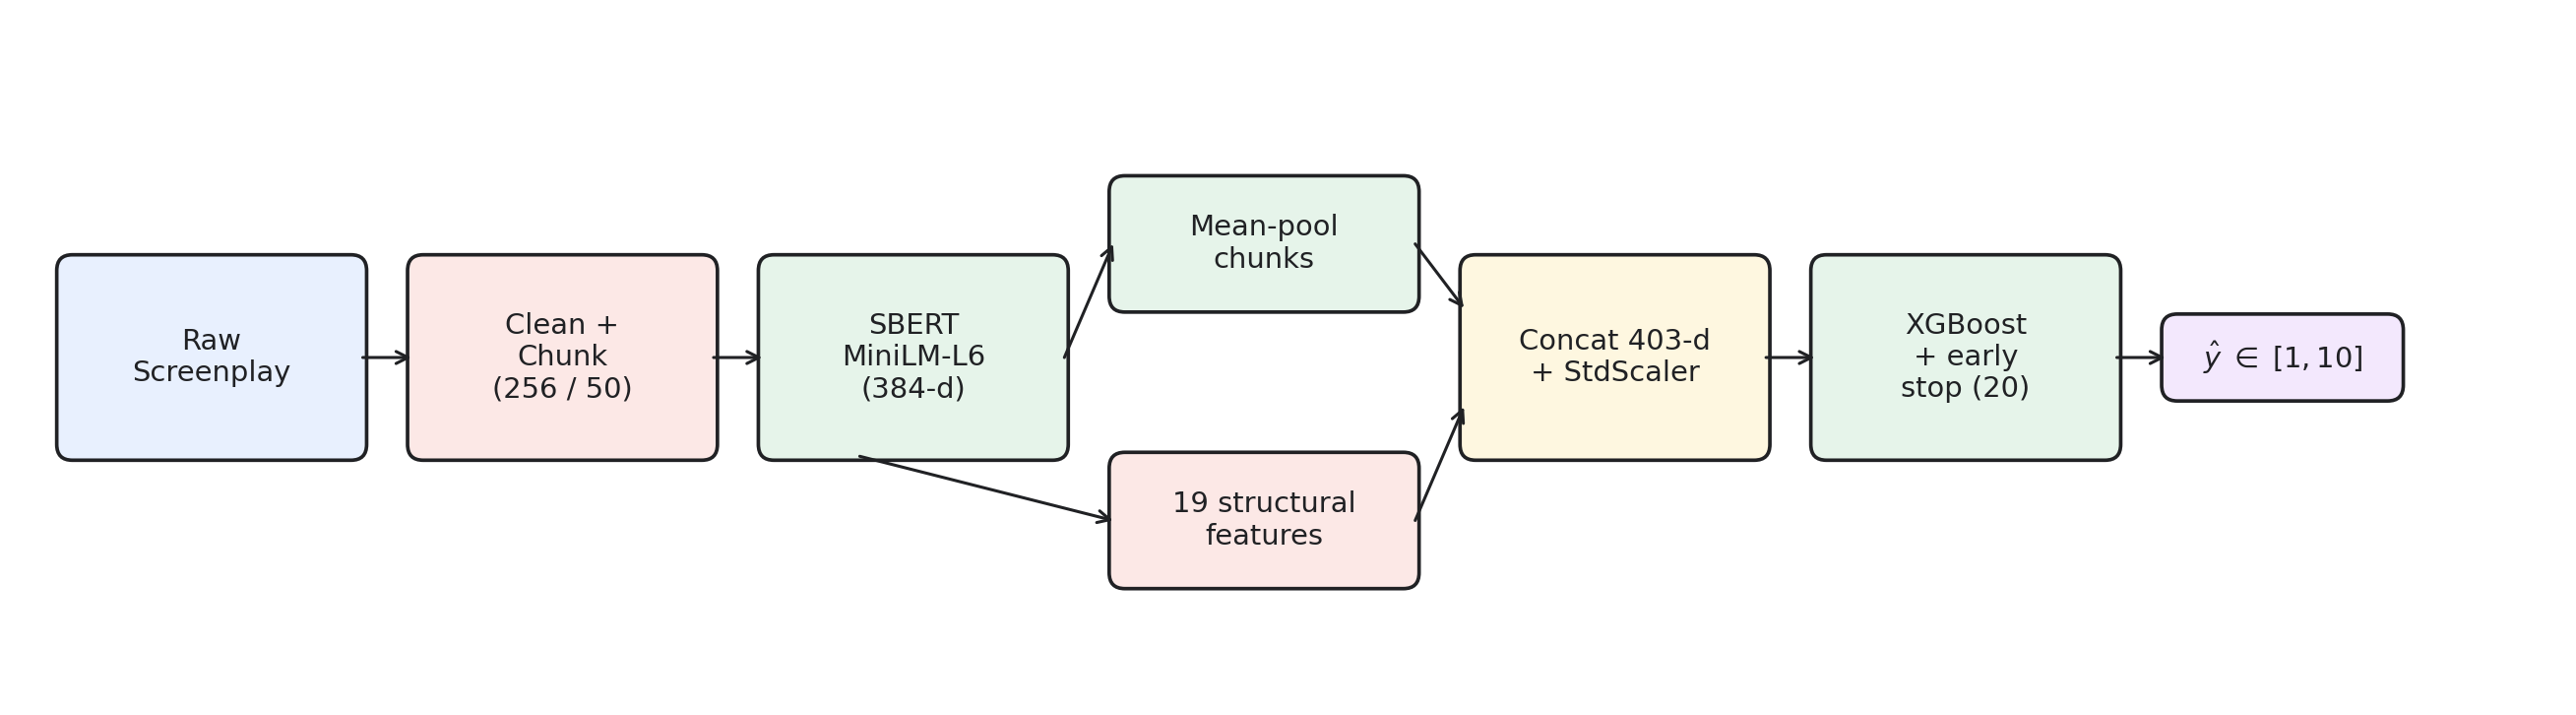 Raw
Screenplay
Clean +
Chunk
(256 / 50)
SBERT
MiniLM-L6
(384-d)
Mean-pool
chunks
19 structural
features
Concat 403-d
+ StdScaler
XGBoost
+ early
stop (20)
ŷ ∈ [1, 10]